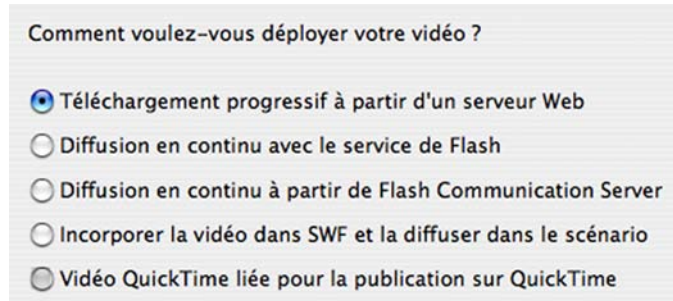 Comment voulez-vous déployer votre vidéo ?
Téléchargement progressif à partir d'un serveur Web
Diffusion en continu avec le service de Flash
Diffusion en continu à partir de Flash Communication Server
Incorporer la vidéo dans SWF et la diffuser dans le scénario
Vidéo QuickTime liée pour la publication sur QuickTime